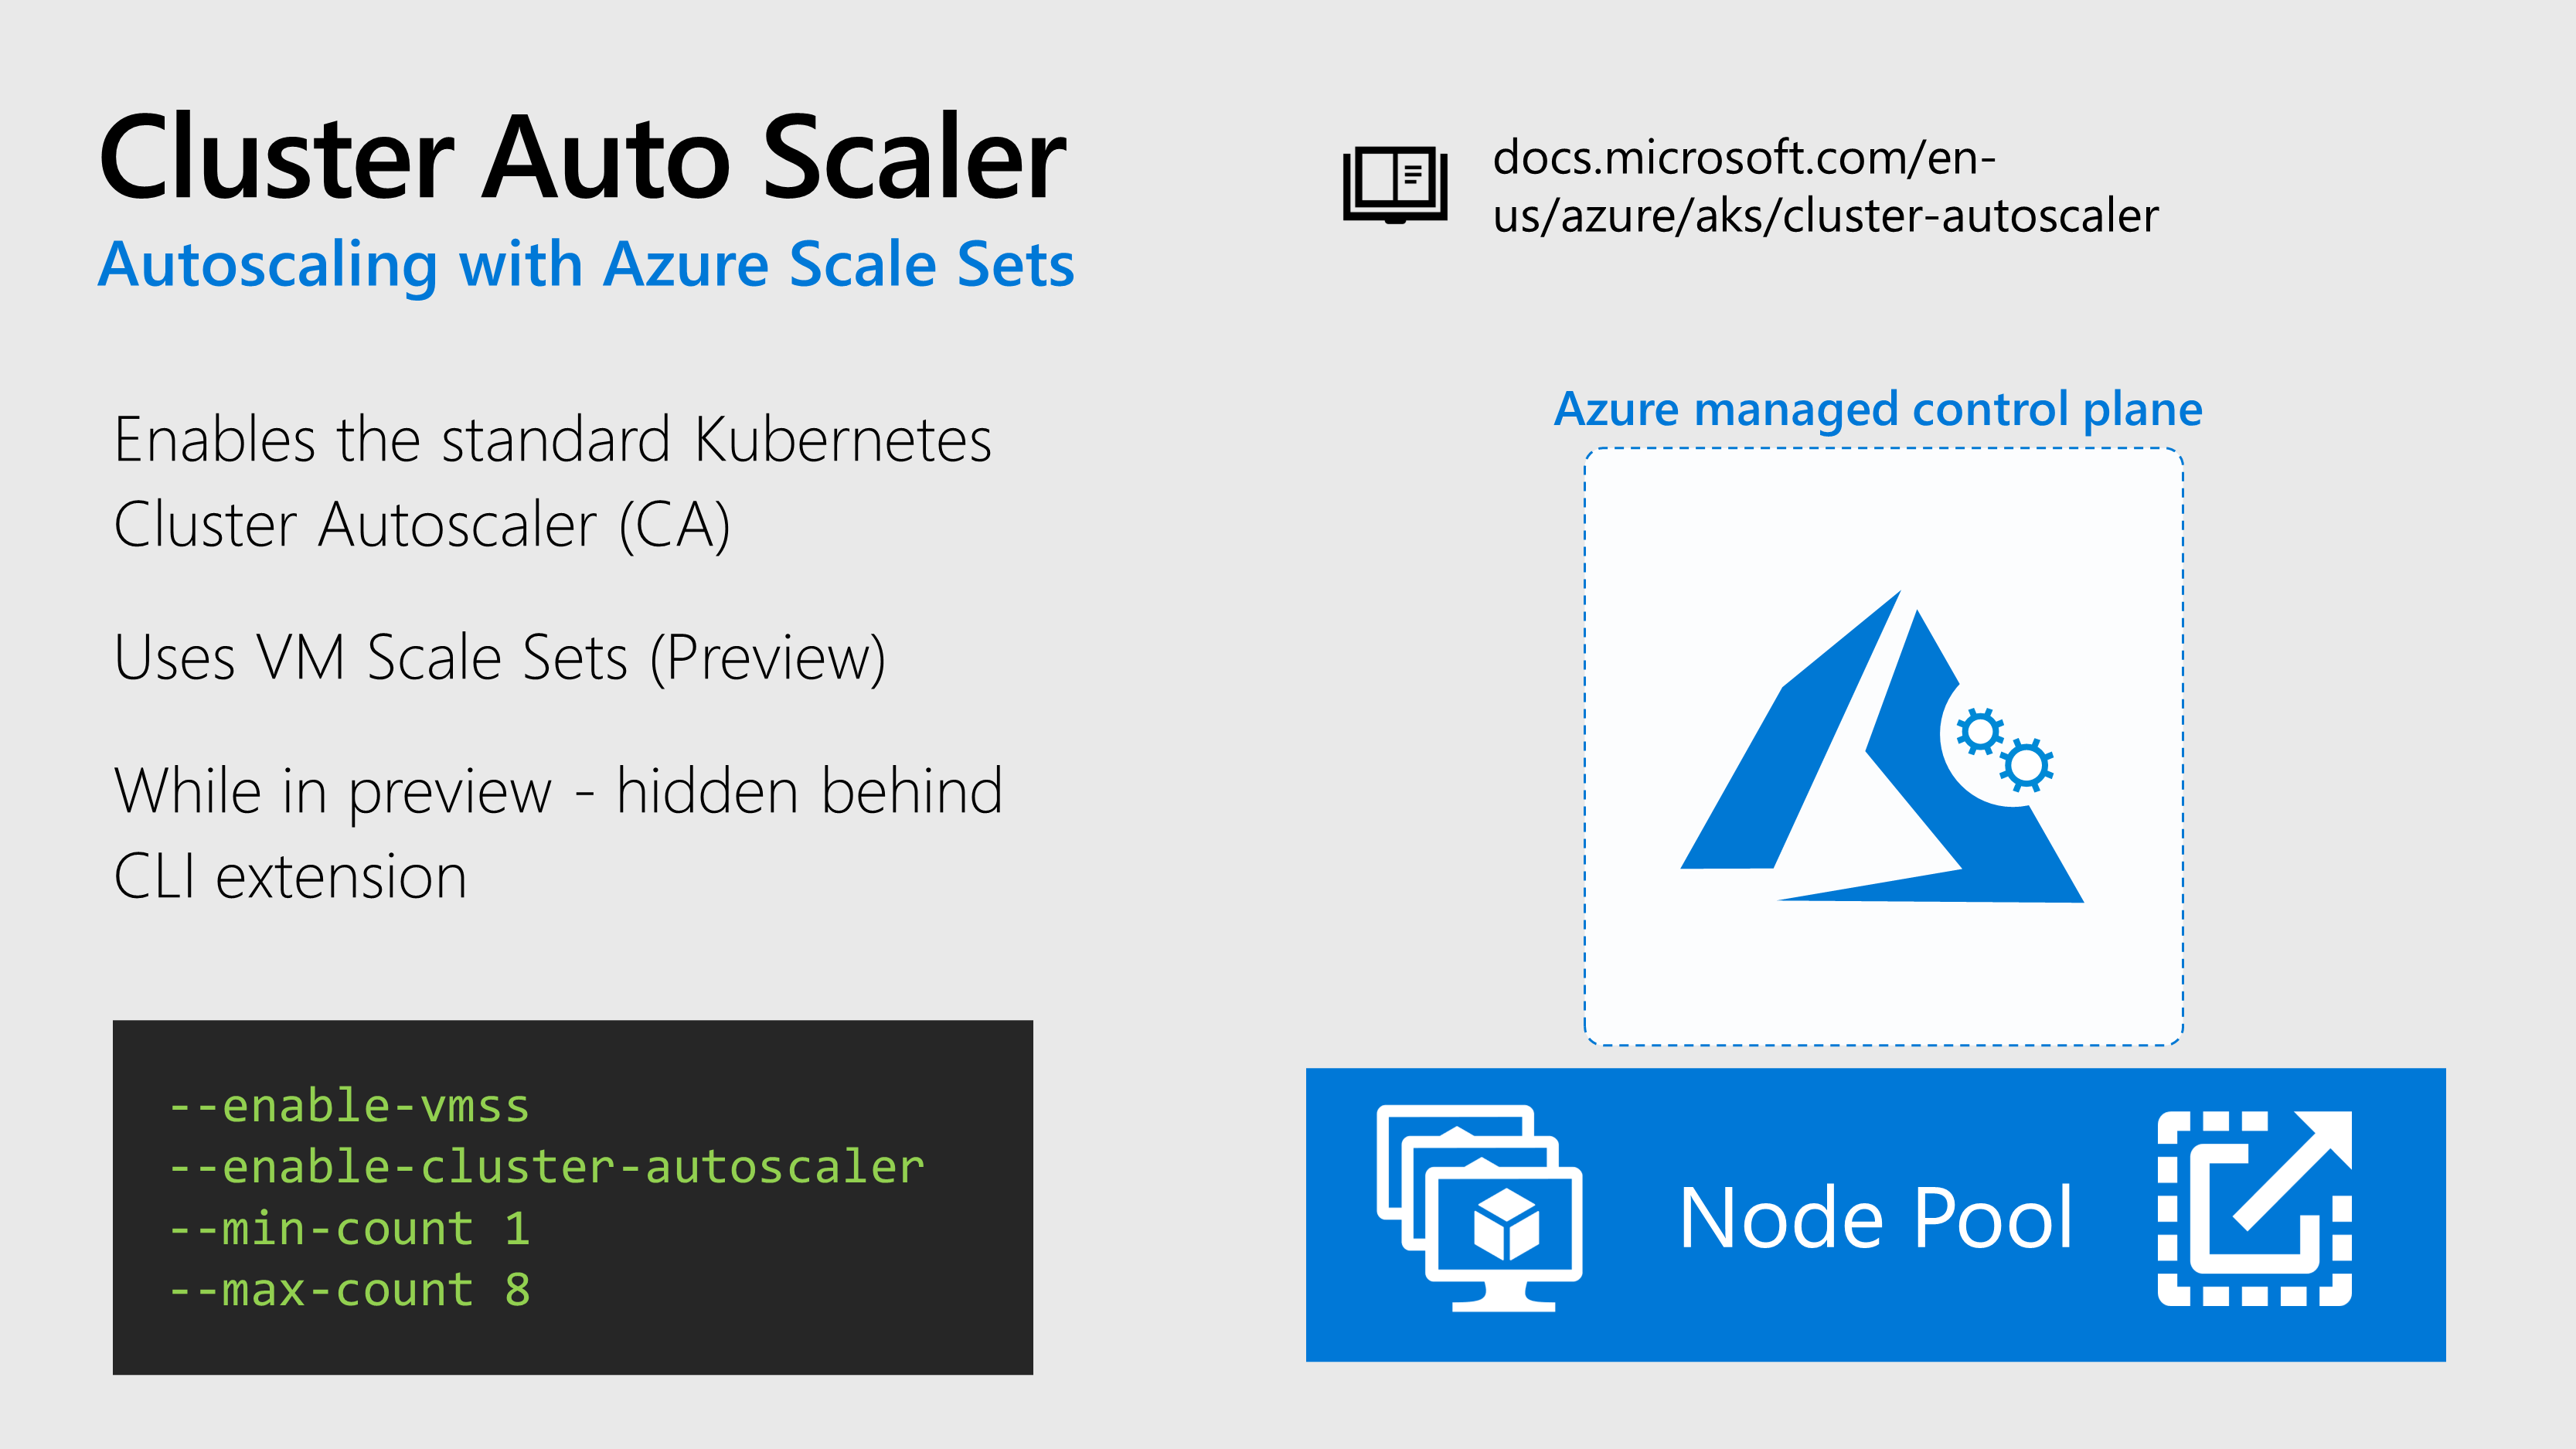 Cluster Auto Scaler
Autoscaling with Azure Scale Sets
docs.microsoft.com/en-
us/azure/aks/cluster-autoscaler
Enables the standard Kubernetes
Cluster Autoscaler (CA)
Uses VM Scale Sets (Preview)
While in preview - hidden behind
CLI extension
--enable-vmss
--enable-cluster-autoscaler
--min-count 1
--max-count 8
Azure managed control plane
Node Pool